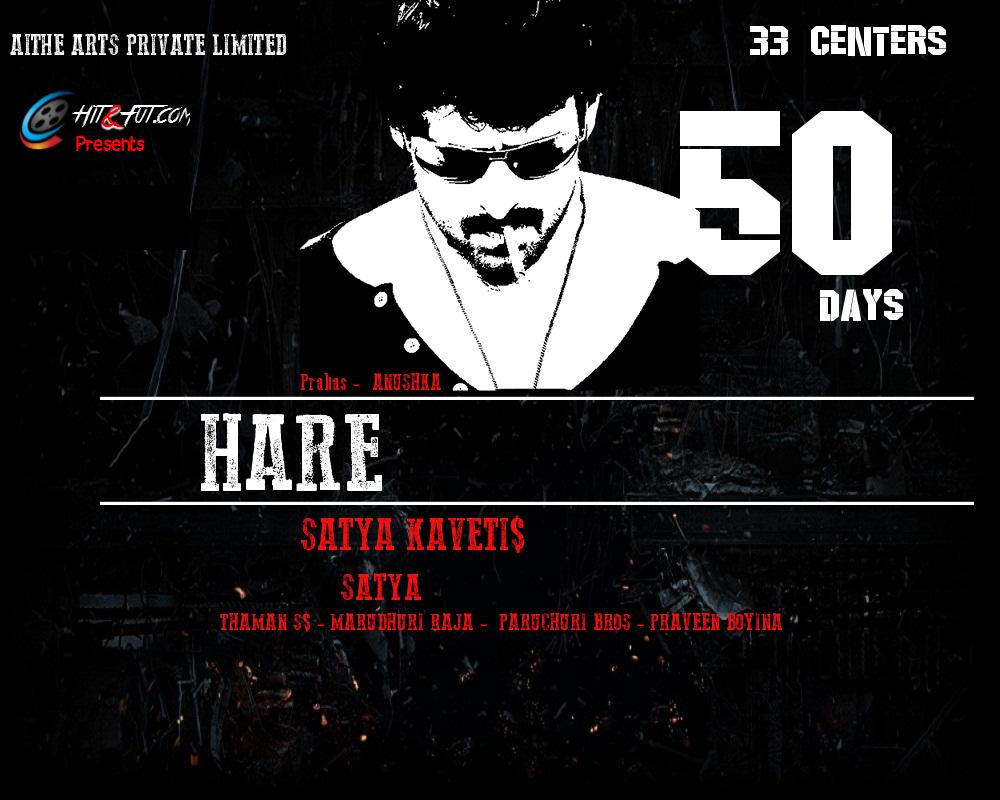 AITHE ARTS PRIVATE LIMITED
33 CENTERS
HIT&FUT.COM
Presents
50
DAYS
Prabas - ANUSHKA
HARE
SATYA KAVETI$
SATYA
THAMAN S$ - MARUDHURI RAJA - PARUCHURI BROS - PRAVEEN BOYINA